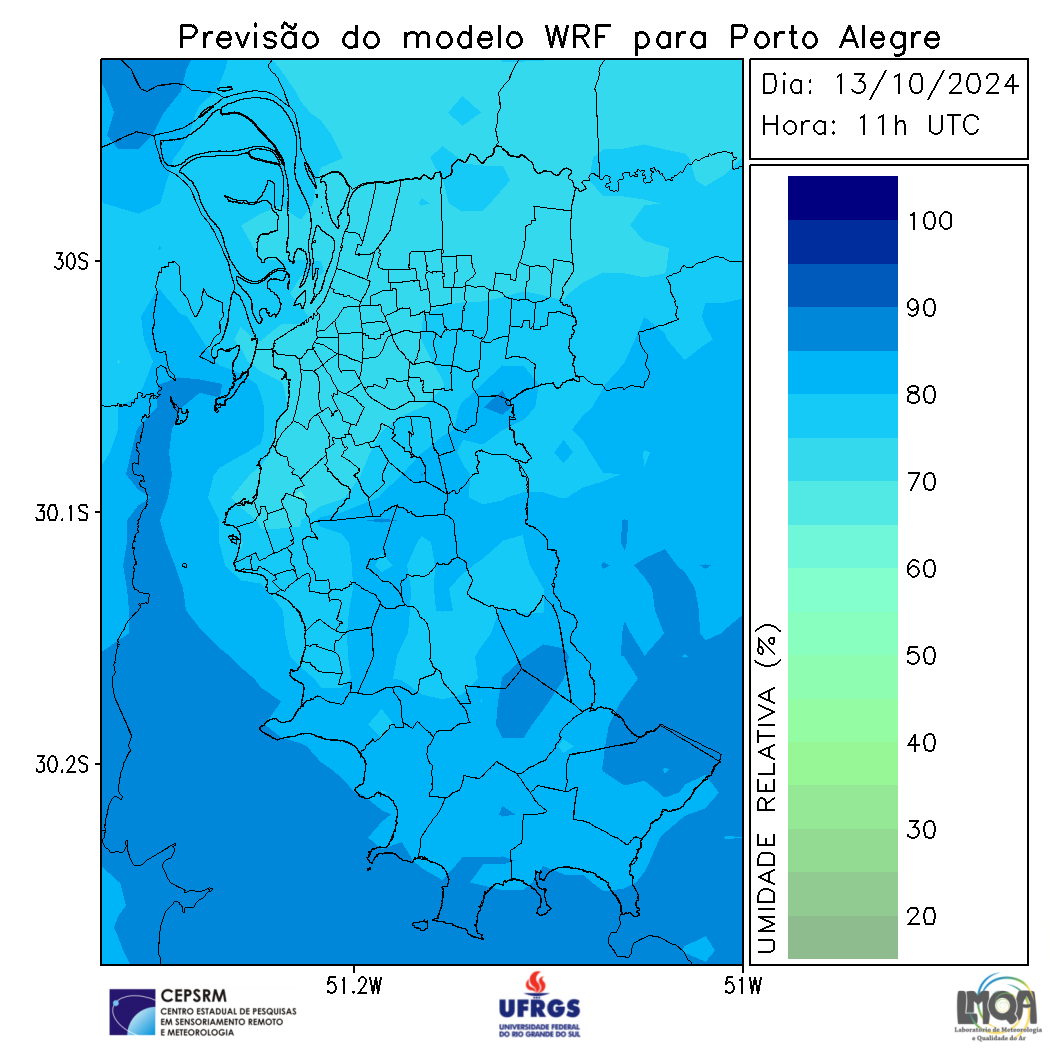 Previsão do modelo WRF para Porto Alegre
Dia: 13/10/2024
Hora: 11h UTC
30S
30.1S
30.2S
51.2W
51W
UMIDADE RELATIVA (%)
100
90
80
70
60
50
40
30
20
CEPSRM
CENTRO ESTADUAL DE PESQUISAS
EM SENSORIAMENTO REMOTO
E METEOROLOGIA
UFRGS
UNIVERSIDADE FEDERAL
DO RIO GRANDE DO SUL
LMQA
Laboratório de Meteorologia
e Qualidade do Ar